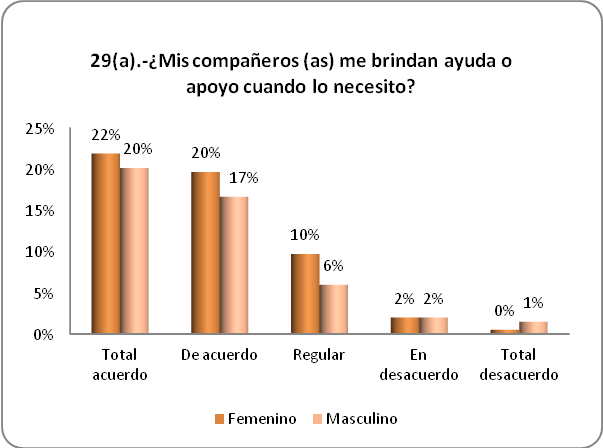 29(a).-¿Mis compañeros (as) me brindan ayuda o
apoyo cuando lo necesito?
25%
20%
15%
10%
5%
0%
22%
20%
20%
17%
10%
6%
2%
2%
0%
1%
Total
acuerdo
De acuerdo
Regular
En
desacuerdo
Total
desacuerdo
Femenino
Masculino